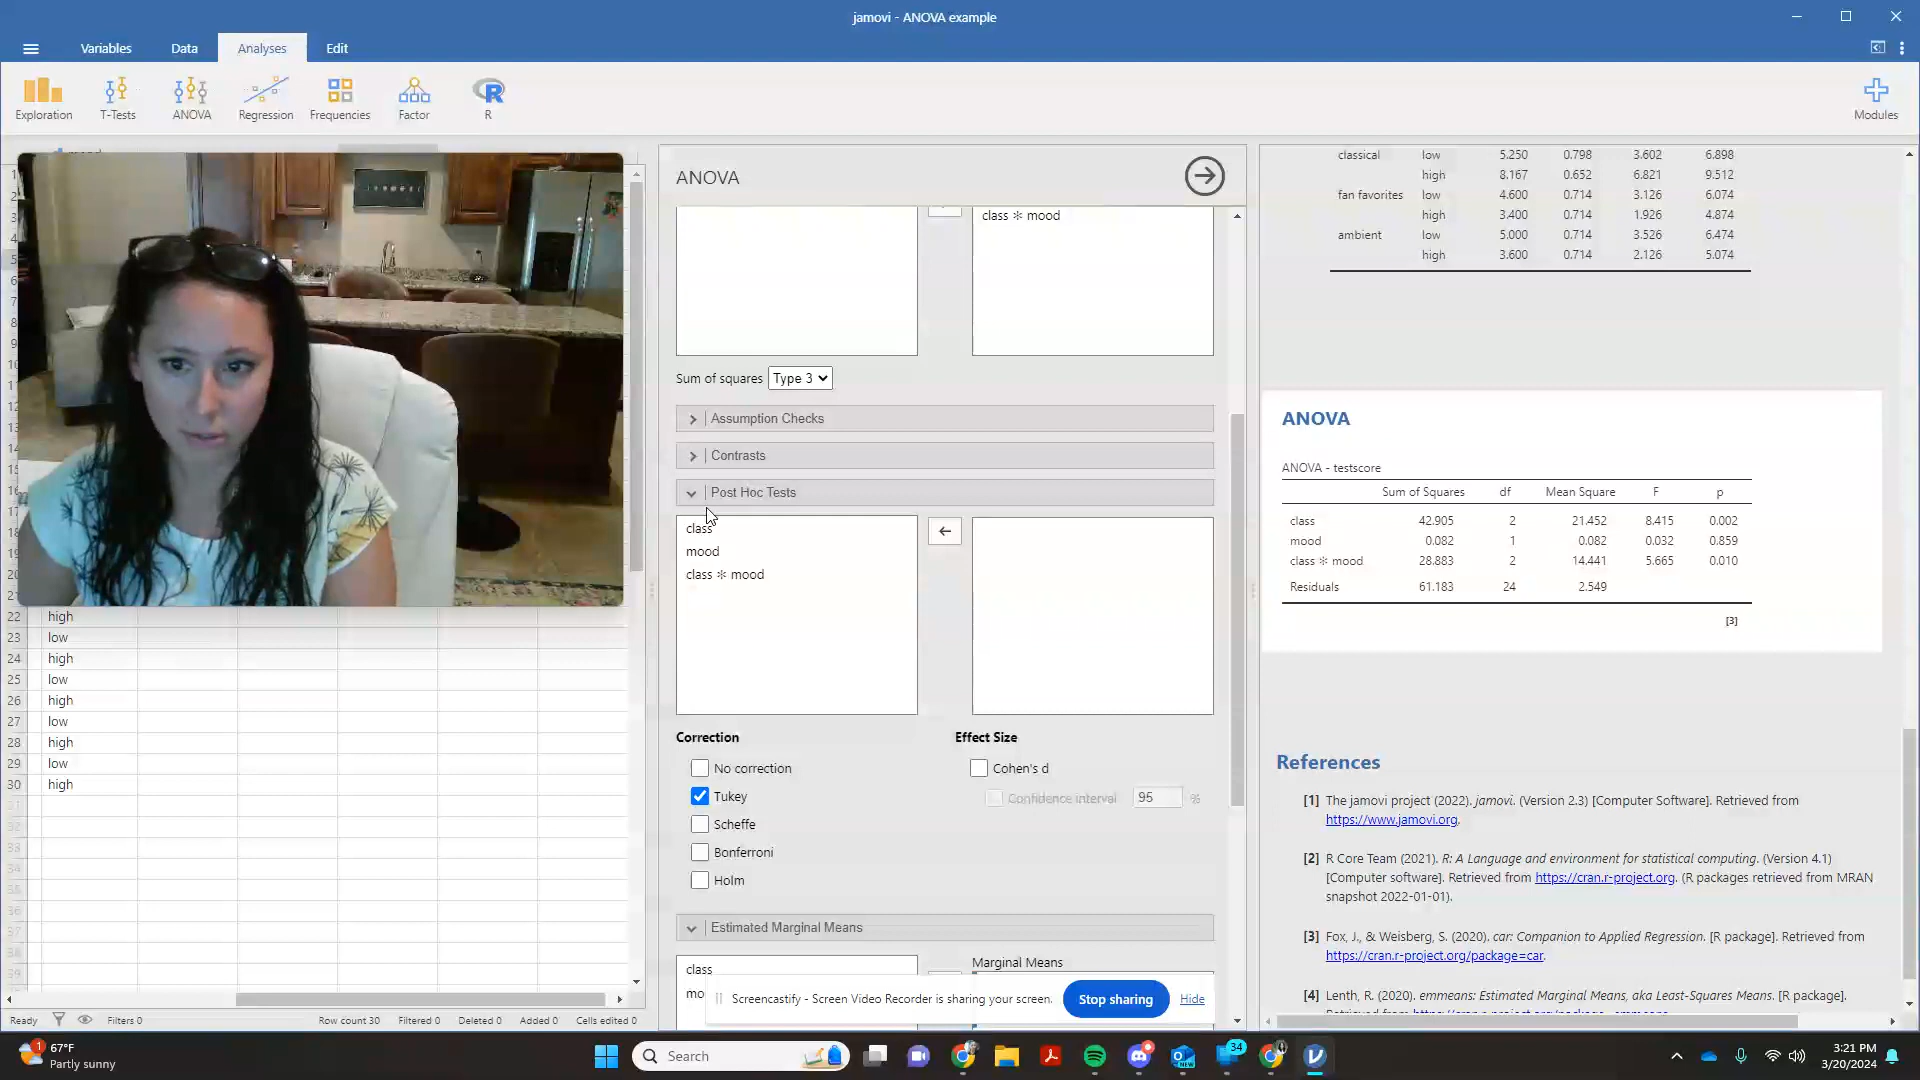 jamovi - ANOVA example
Variables
Data
Analyses
Edit
Exploration
T-Tests
ANOVA
Regression
Frequencies
Factor
R
Modules
ANOVA
class ✻ mood
Sum of squares Type 3
Assumption Checks
Contrasts
Post Hoc Tests
class
mood
class ✻ mood
Correction
No correction
Tukey
Scheffe
Bonferroni
Holm
Effect Size
Cohen's d
Confidence interval 95 %
Estimated Marginal Means
class
mo
Marginal Means
Screencastify - Screen Video Recorder is sharing your screen. Stop sharing Hide
22 high
23 low
24 high
25 low
26 high
27 low
28 high
29 low
30 high
Ready Filters 0 Row count 30 Filtered 0 Deleted 0 Added 0 Cells edited 0
classical low 5.250 0.798 3.602 6.898
high 8.167 0.652 6.821 9.512
fan favorites low 4.600 0.714 3.126 6.074
high 3.400 0.714 1.926 4.874
ambient low 5.000 0.714 3.526 6.474
high 3.600 0.714 2.126 5.074
ANOVA
ANOVA - testscore
Sum of Squares df Mean Square F p
class 42.905 2 21.452 8.415 0.002
mood 0.082 1 0.082 0.032 0.859
class ✻ mood 28.883 2 14.441 5.665 0.010
Residuals 61.183 24 2.549
[3]
References
[1] The jamovi project (2022). jamovi. (Version 2.3) [Computer Software]. Retrieved from
https://www.jamovi.org.
[2] R Core Team (2021). R: A Language and environment for statistical computing. (Version 4.1)
[Computer software]. Retrieved from https://cran.r-project.org. (R packages retrieved from MRAN
snapshot 2022-01-01).
[3] Fox, J., & Weisberg, S. (2020). car: Companion to Applied Regression. [R package]. Retrieved from
https://cran.r-project.org/package=car.
[4] Lenth, R. (2020). emmeans: Estimated Marginal Means, aka Least-Squares Means. [R package].
67°F
Partly sunny
Search
34
3:21 PM
3/20/2024